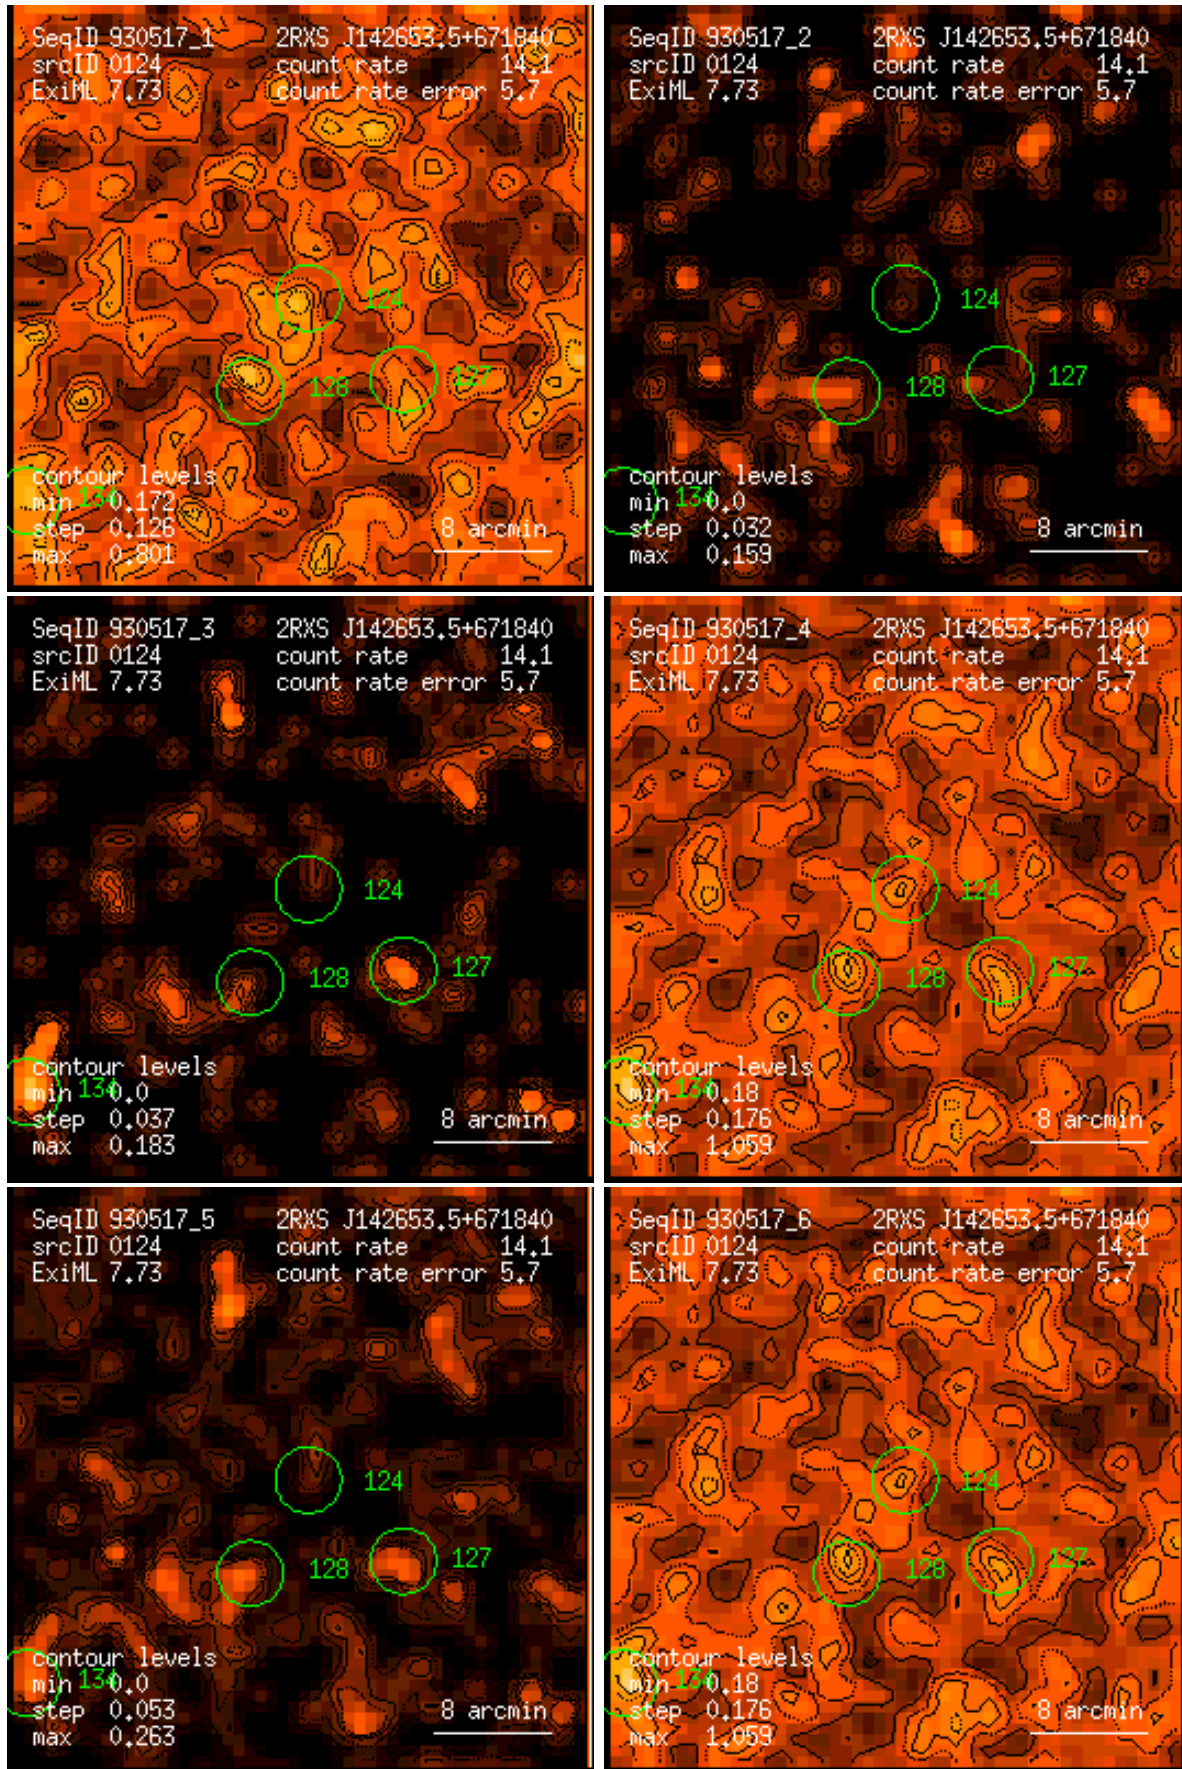 SeqID 930517_1 2RXS J142653.5+671840
srcID 0124 count rate 14.1
ExiML 7.73 count rate error 5.7
124
128
127
contour levels
min 134 0.172
step 0.126
max 0.801
8 arcmin
SeqID 930517_2 2RXS J142653.5+671840
srcID 0124 count rate 14.1
ExiML 7.73 count rate error 5.7
124
128
127
contour levels
min 134 0.0
step 0.032
max 0.159
8 arcmin
SeqID 930517_3 2RXS J142653.5+671840
srcID 0124 count rate 14.1
ExiML 7.73 count rate error 5.7
124
128
127
contour levels
min 134 0.0
step 0.037
max 0.183
8 arcmin
SeqID 930517_4 2RXS J142653.5+671840
srcID 0124 count rate 14.1
ExiML 7.73 count rate error 5.7
124
128
127
contour levels
min 134 0.18
step 0.176
max 1.059
8 arcmin
SeqID 930517_5 2RXS J142653.5+671840
srcID 0124 count rate 14.1
ExiML 7.73 count rate error 5.7
124
128
127
contour levels
min 134 0.0
step 0.053
max 0.263
8 arcmin
SeqID 930517_6 2RXS J142653.5+671840
srcID 0124 count rate 14.1
ExiML 7.73 count rate error 5.7
124
128
127
contour levels
min 134 0.18
step 0.176
max 1.059
8 arcmin